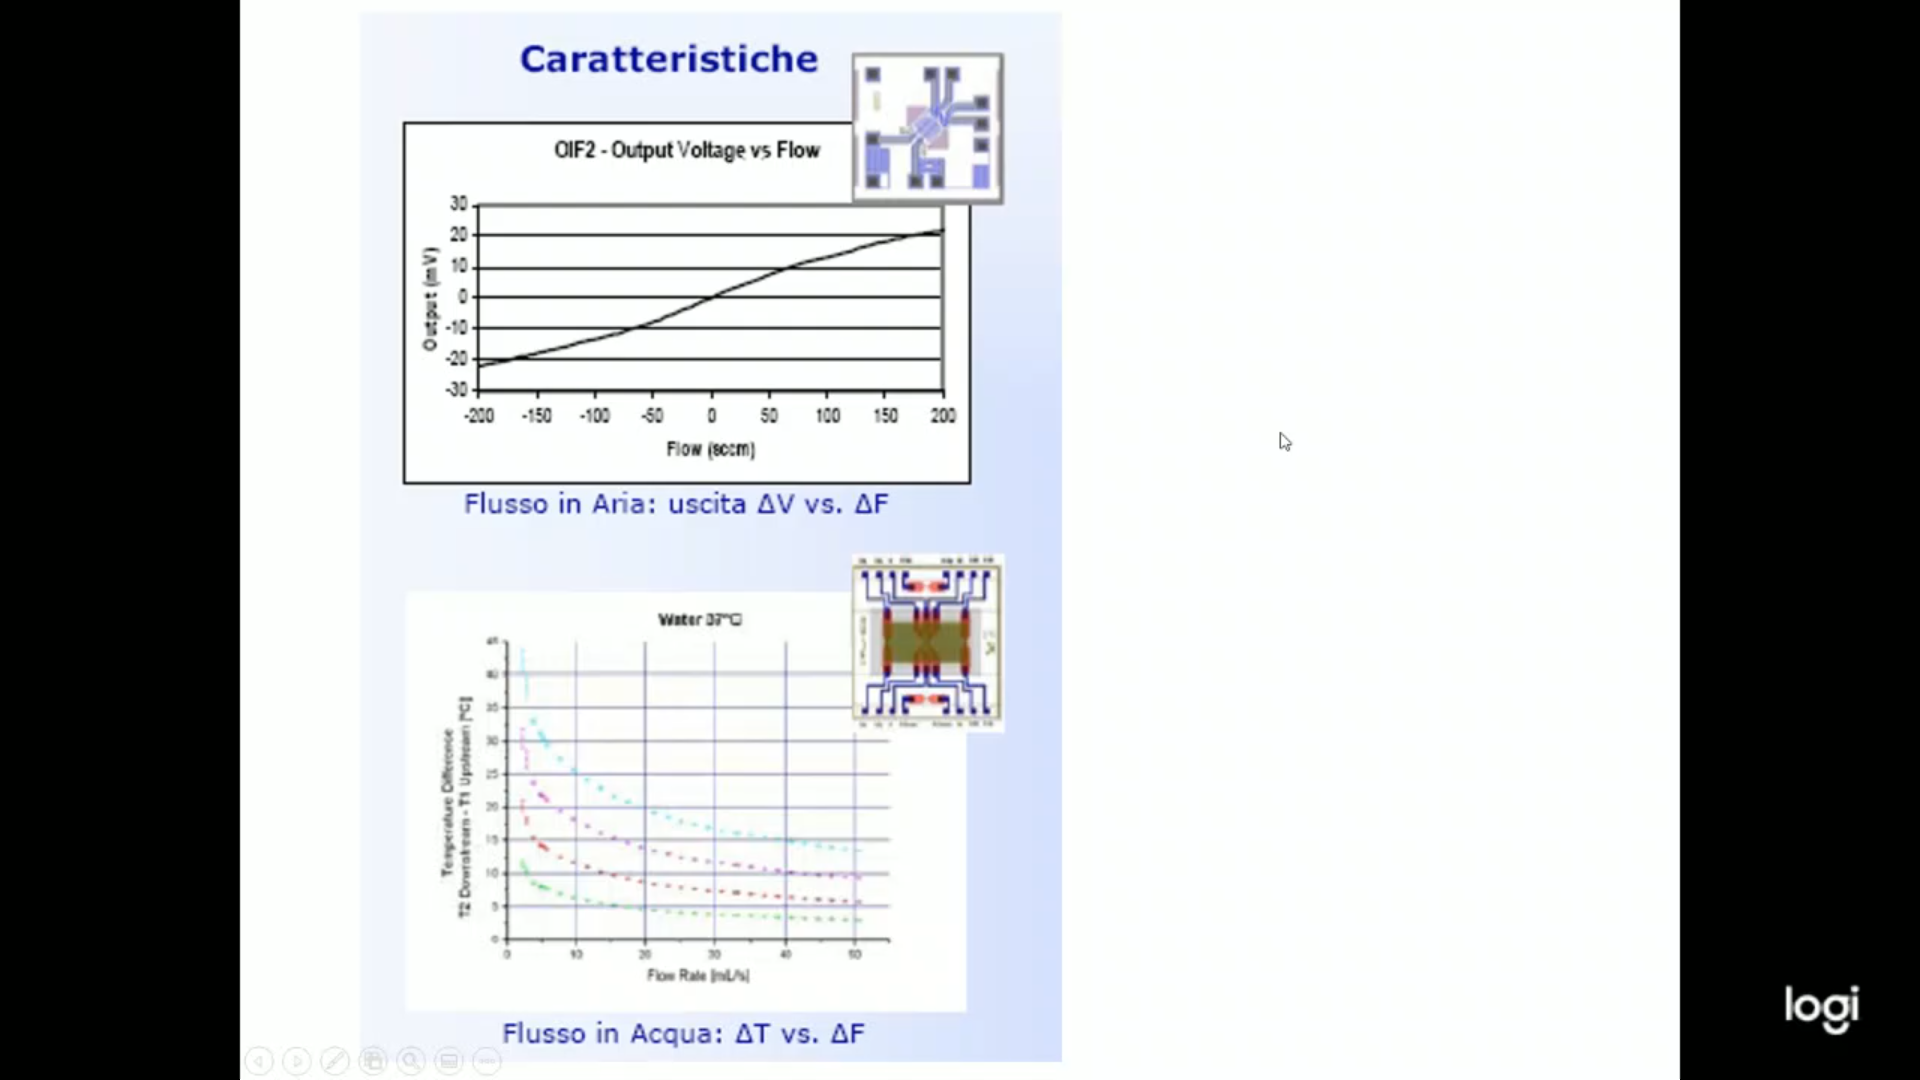 Caratteristiche
OIF2 - Output Voltage vs Flow
30
20
10
0
-10
-20
-30
Output (mV)
-200 -150 -100 -50 0 50 100 150 200
Flow (sccm)
Flusso in Aria: uscita ΔV vs. ΔF
Water 37°C
45
40
35
30
25
20
15
10
5
0
Temperature Difference
T2 Downstream - T1 Upstream [°C]
0 10 20 30 40 50
Flow Rate [mL/s]
Flusso in Acqua: ΔT vs. ΔF
logi